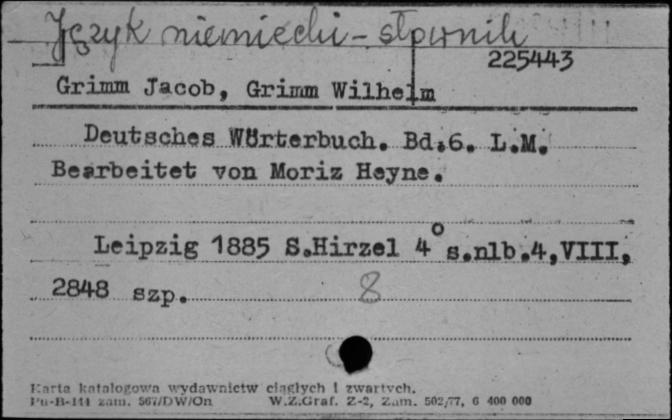 Język niemiecki - słownik
225443
Grimm Jacob, Grimm Wilhelm
Deutsches Wörterbuch. Bd.6. L.M.
Bearbeitet von Moriz Heyne.
Leipzig 1885 S.Hirzel 4° s.nlb.4,VIII,
2848 szp. 8
Karta katalogowa wydawnictw ciągłych i zwartych.
Pu-B-144 zam. 567/DW/On W.Z.Graf. Z-2, Zam. 502/77, 6 400 000